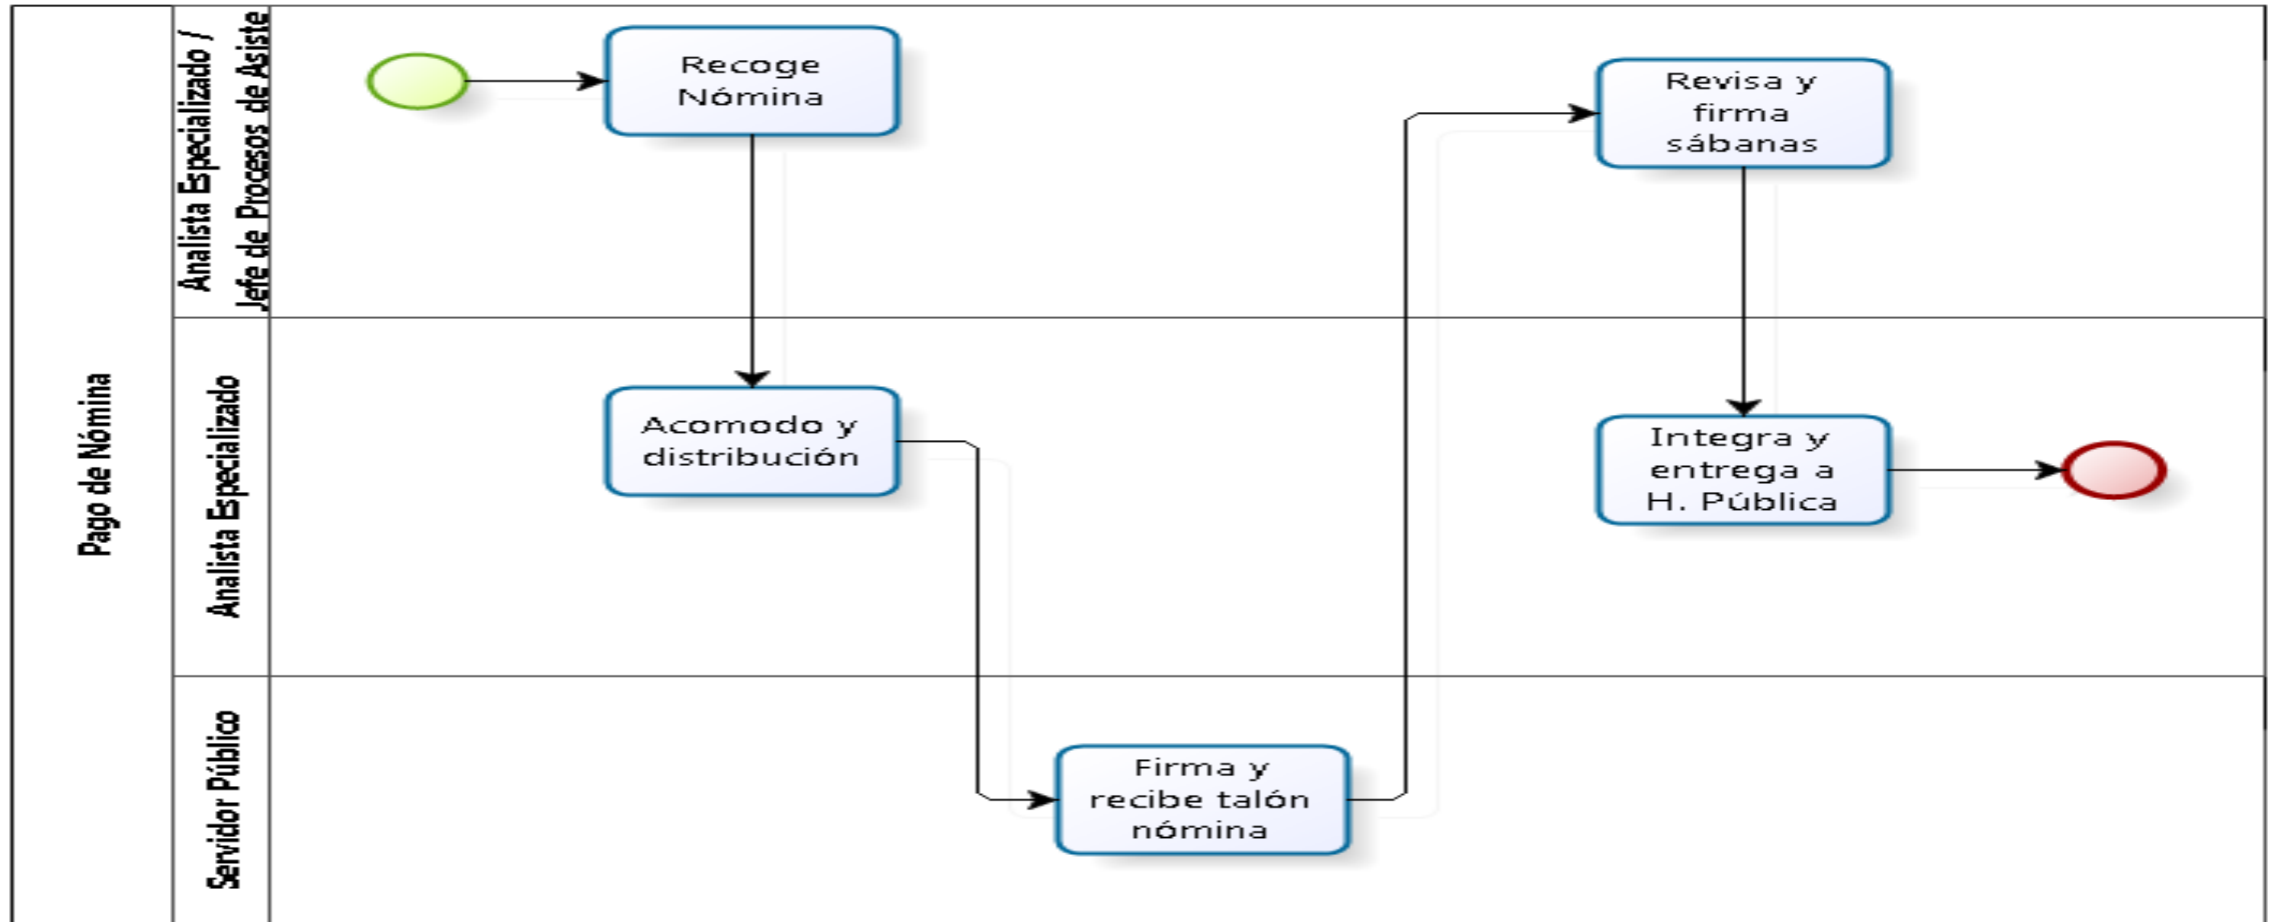 Pago de Nómina
Analista Especializado /
Jefe de Procesos de Asiste
Recoge
Nómina
Revisa y
firma
sábanas
Analista Especializado
Acomodo y
distribución
Integra y
entrega a
H. Pública
Servidor Público
Firma y
recibe talón
nómina